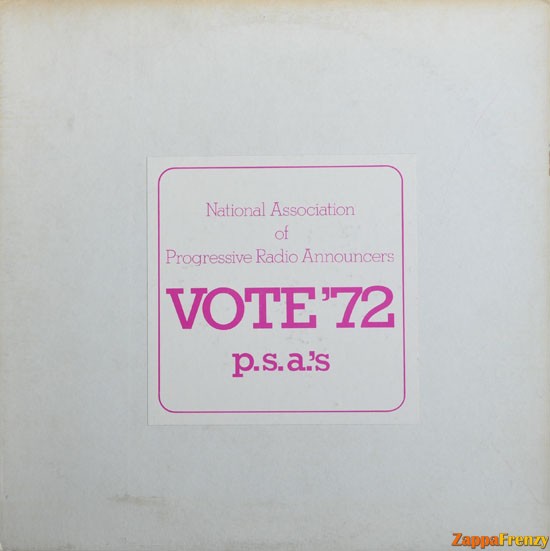 National Association
of
Progressive Radio Announcers
VOTE '72
p.s.a.'s
ZappaFrenzy